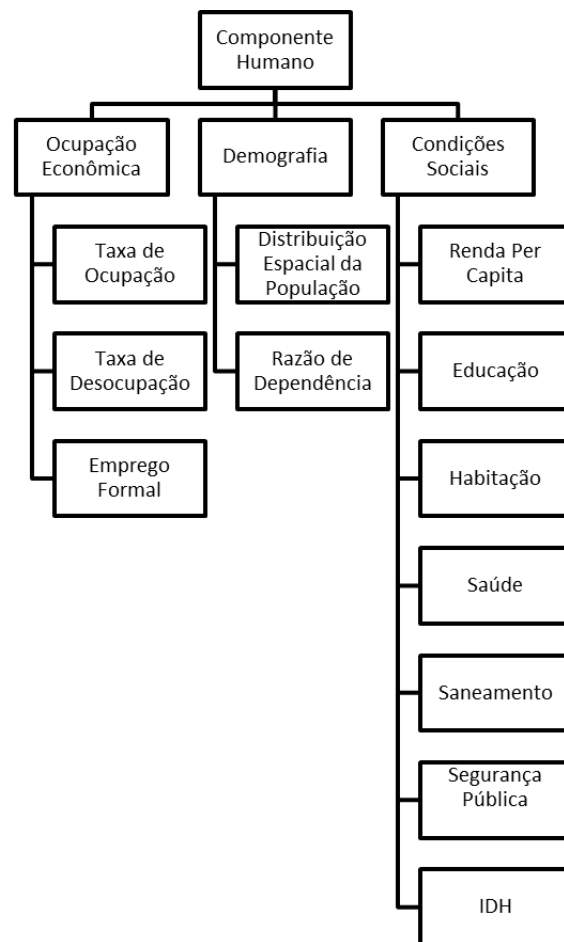 Componente
Humano
Ocupação
Econômica
Taxa de
Ocupação
Taxa de
Desocupação
Emprego
Formal
Demografia
Distribuição
Espacial da
População
Razão de
Dependência
Condições
Sociais
Renda Per
Capita
Educação
Habitação
Saúde
Saneamento
Segurança
Pública
IDH